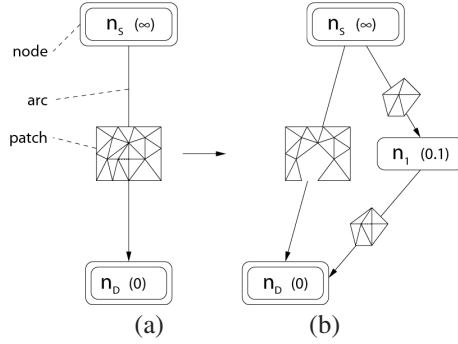 node
n_S (∞)
n_S (∞)
arc
patch
n_1 (0.1)
n_D (0)
n_D (0)
(a)
(b)